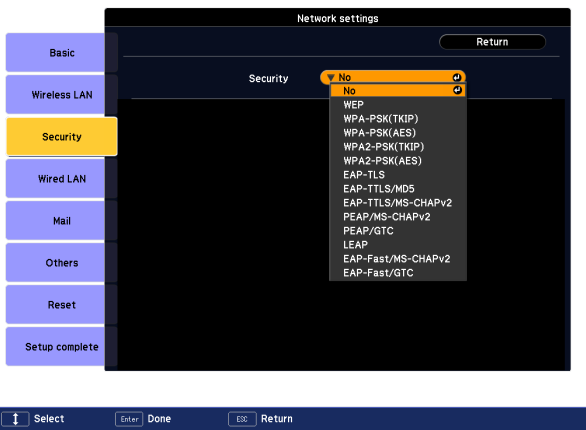 Network settings
Return
Basic
Wireless LAN
Security
Wired LAN
Mail
Others
Reset
Setup complete
Security
No
No
WEP
WPA-PSK(TKIP)
WPA-PSK(AES)
WPA2-PSK(TKIP)
WPA2-PSK(AES)
EAP-TLS
EAP-TTLS/MD5
EAP-TTLS/MS-CHAPv2
PEAP/MS-CHAPv2
PEAP/GTC
LEAP
EAP-Fast/MS-CHAPv2
EAP-Fast/GTC
Select Enter Done ESC Return